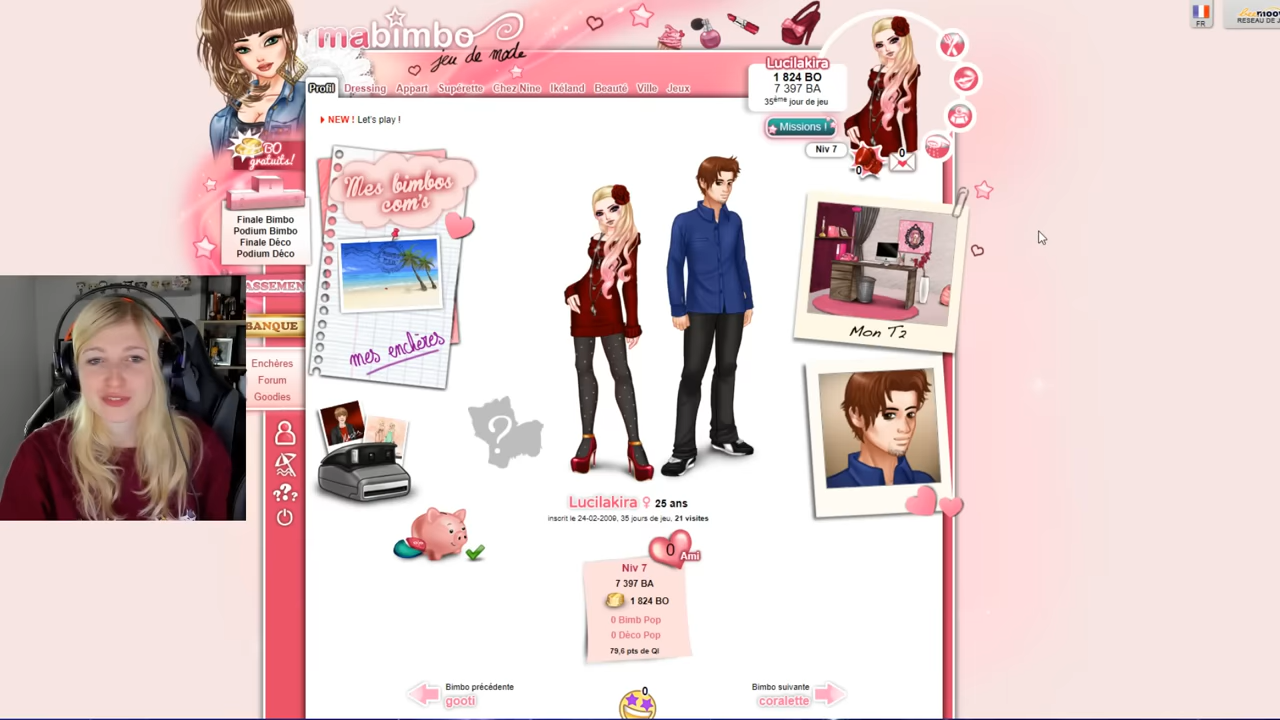 mabimbo
jeu de mode
FR
RESEAU DE J
Profil Dressing Appart Supérette Chez Nine Ikéland Beauté Ville Jeux
Lucilakira
1 824 BO
7 397 BA
35ème jour de jeu
Missions !
Niv 7
0
0
NEW ! Let's play !
BO
gratuits!
Finale Bimbo
Podium Bimbo
Finale Déco
Podium Déco
ASSEMEN
BANQUE
Enchères
Forum
Goodies
???
Mes bimbos
com's
mes enchères
?
Mon T2
Lucilakira ♀ 25 ans
inscrit le 24-02-2009, 35 jours de jeu, 21 visites
0 Ami
Niv 7
7 397 BA
1 824 BO
0 Bimb Pop
0 Déco Pop
79,6 pts de QI
Bimbo précédente
gooti
0
Bimbo suivante
coralette